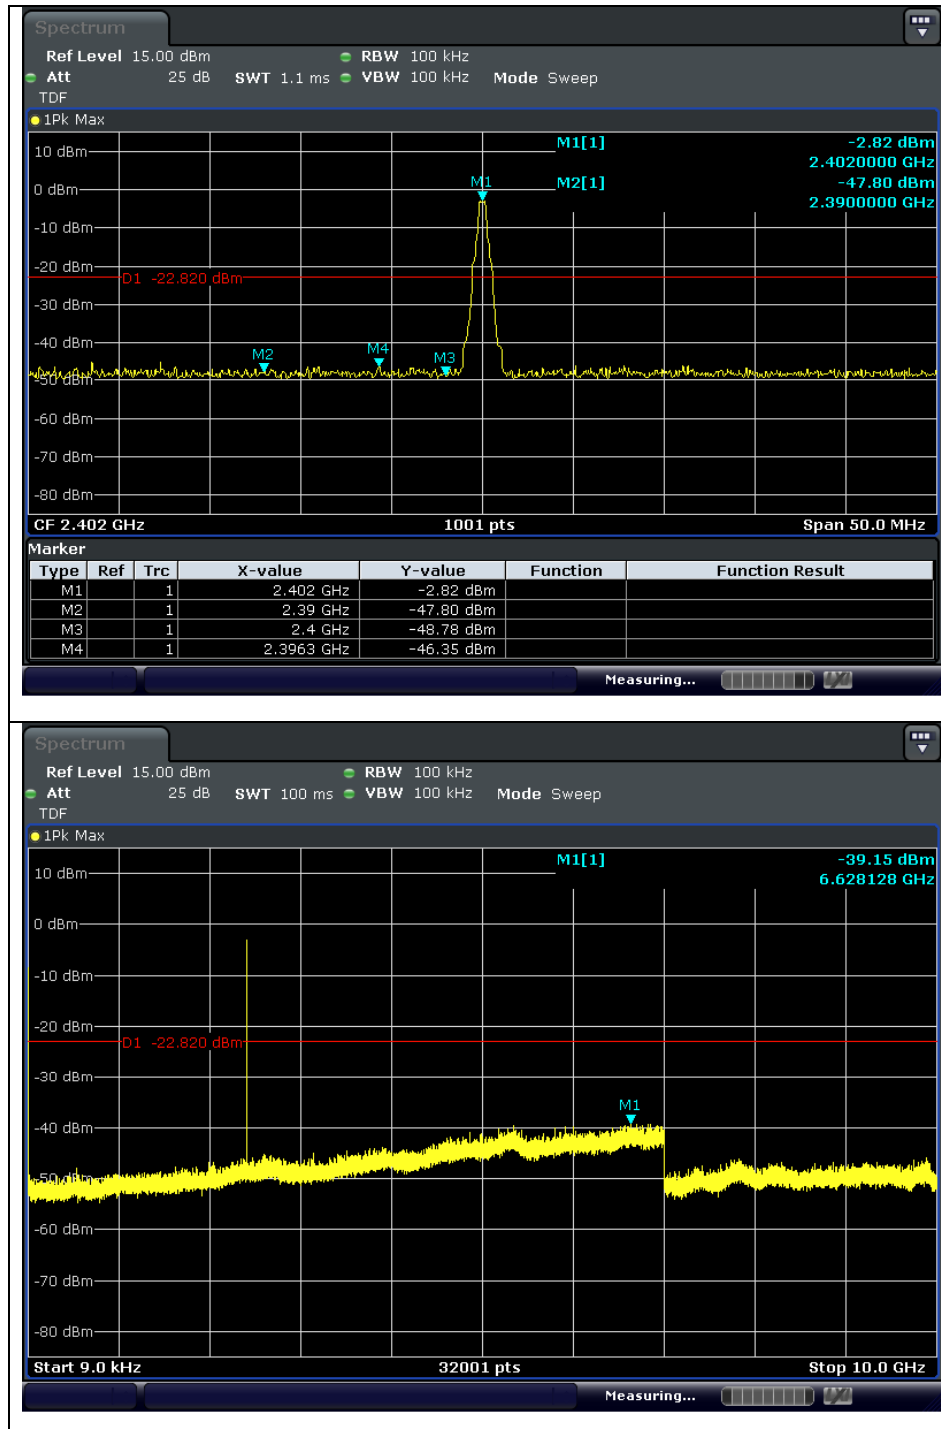 Spectrum
Ref Level 15.00 dBm RBW 100 kHz
Att 25 dB SWT 1.1 ms VBW 100 kHz Mode Sweep
TDF
1Pk Max
M1[1] -2.82 dBm
2.4020000 GHz
M2[1] -47.80 dBm
2.3900000 GHz
10 dBm
0 dBm
M1
-10 dBm
-20 dBm
D1 -22.820 dBm
-30 dBm
-40 dBm
M2 M4 M3
-50 dBm
-60 dBm
-70 dBm
-80 dBm
CF 2.402 GHz 1001 pts Span 50.0 MHz
Marker
Type Ref Trc X-value Y-value Function Function Result
M1 1 2.402 GHz -2.82 dBm
M2 1 2.39 GHz -47.80 dBm
M3 1 2.4 GHz -48.78 dBm
M4 1 2.3963 GHz -46.35 dBm
Measuring...
Spectrum
Ref Level 15.00 dBm RBW 100 kHz
Att 25 dB SWT 100 ms VBW 100 kHz Mode Sweep
TDF
1Pk Max
M1[1] -39.15 dBm
6.628128 GHz
10 dBm
0 dBm
-10 dBm
-20 dBm
D1 -22.820 dBm
-30 dBm
M1
-40 dBm
-50 dBm
-60 dBm
-70 dBm
-80 dBm
Start 9.0 kHz 32001 pts Stop 10.0 GHz
Measuring...